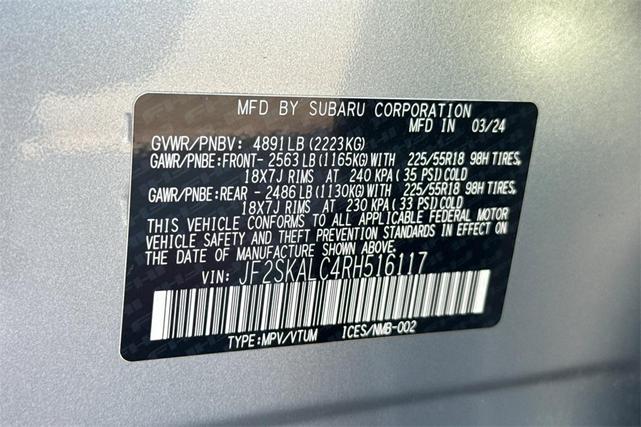 MFD BY SUBARU CORPORATION
MFD IN 03/24
GVWR/PNBV: 4891LB (2223KG)
GAWR/PNBE:FRONT- 2563LB(1165KG)WITH 225/55R18 98H TIRES,
18X7J RIMS AT 240 KPA( 35 PSI)COLD
GAWR/PNBE:REAR - 2486LB(1130KG)WITH 225/55R18 98H TIRES,
18X7J RIMS AT 230 KPA( 33 PSI)COLD
THIS VEHICLE CONFORMS TO ALL APPLICABLE FEDERAL MOTOR
VEHICLE SAFETY AND THEFT PREVENTION STANDARDS IN EFFECT ON
THE DATE OF MANUFACTURE SHOWN ABOVE.
VIN: JF2SKALC4RH516117
TYPE:MPV/VTUM ICES/NMB-002